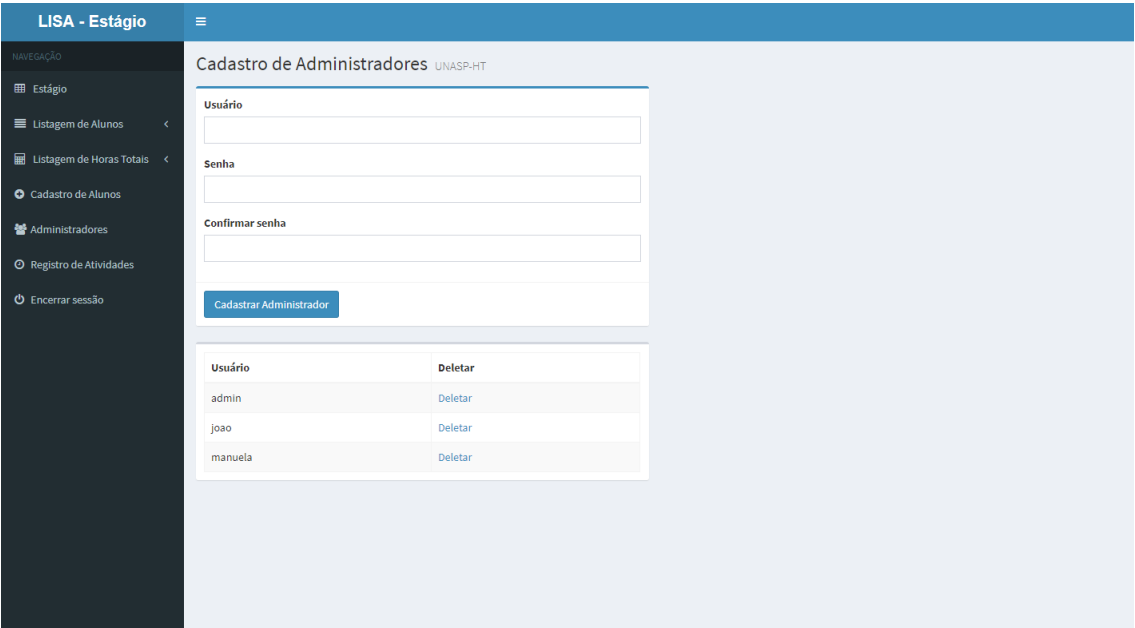 LISA - Estágio
NAVEGAÇÃO
Estágio
Listagem de Alunos
Listagem de Horas Totais
Cadastro de Alunos
Administradores
Registro de Atividades
Encerrar sessão
Cadastro de Administradores UNASP-HT
Usuário
Senha
Confirmar senha
Cadastrar Administrador
Usuário Deletar
admin Deletar
joao Deletar
manuela Deletar